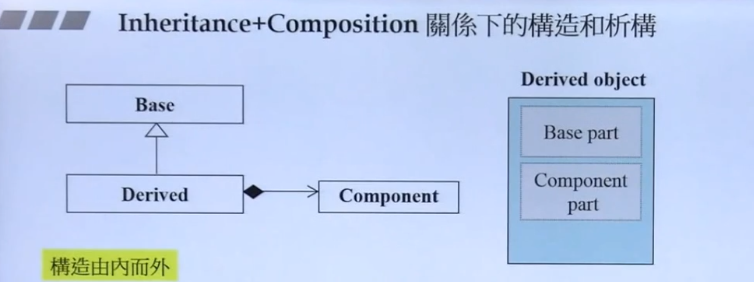 Inheritance+Composition 關係下的構造和析構
Derived object
Base
Base part
Derived
Component
Component
part
構造由內而外